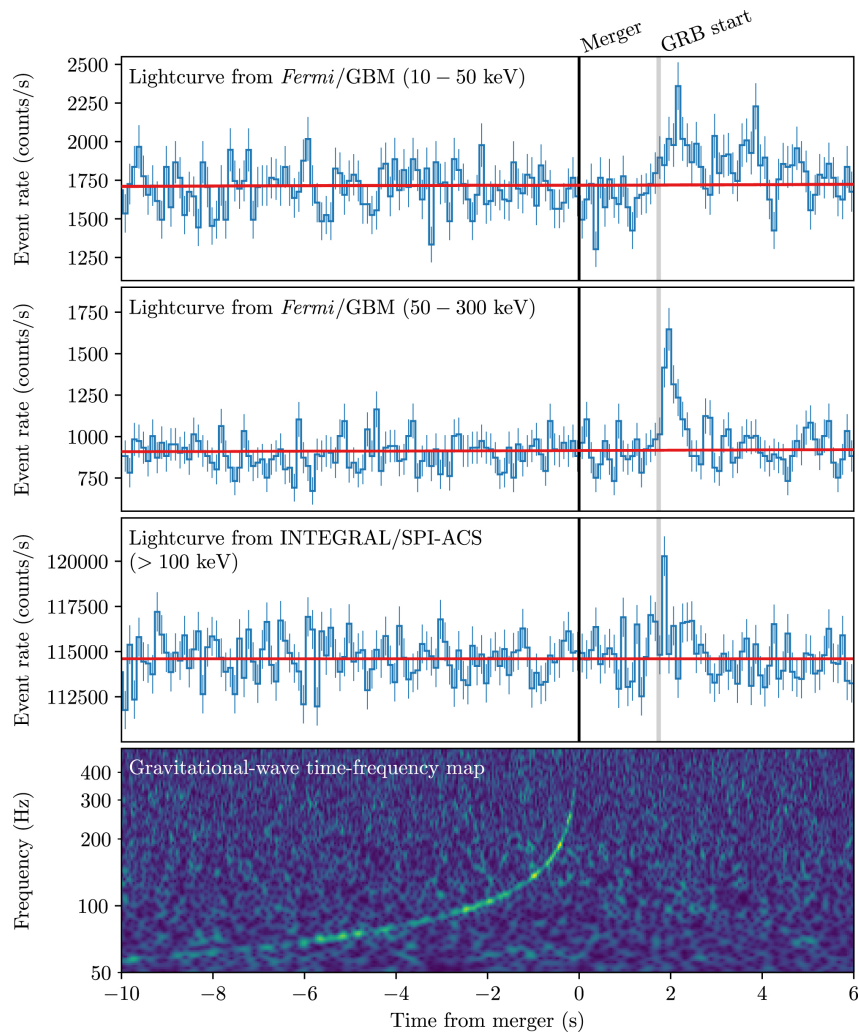 Merger
GRB start
Lightcurve from Fermi/GBM (10 − 50 keV)
Event rate (counts/s)
2500
2250
2000
1750
1500
1250
Lightcurve from Fermi/GBM (50 − 300 keV)
Event rate (counts/s)
1750
1500
1250
1000
750
Lightcurve from INTEGRAL/SPI-ACS
(> 100 keV)
Event rate (counts/s)
120000
117500
115000
112500
Gravitational-wave time-frequency map
Frequency (Hz)
400
300
200
100
50
−10
−8
−6
−4
−2
0
2
4
6
Time from merger (s)